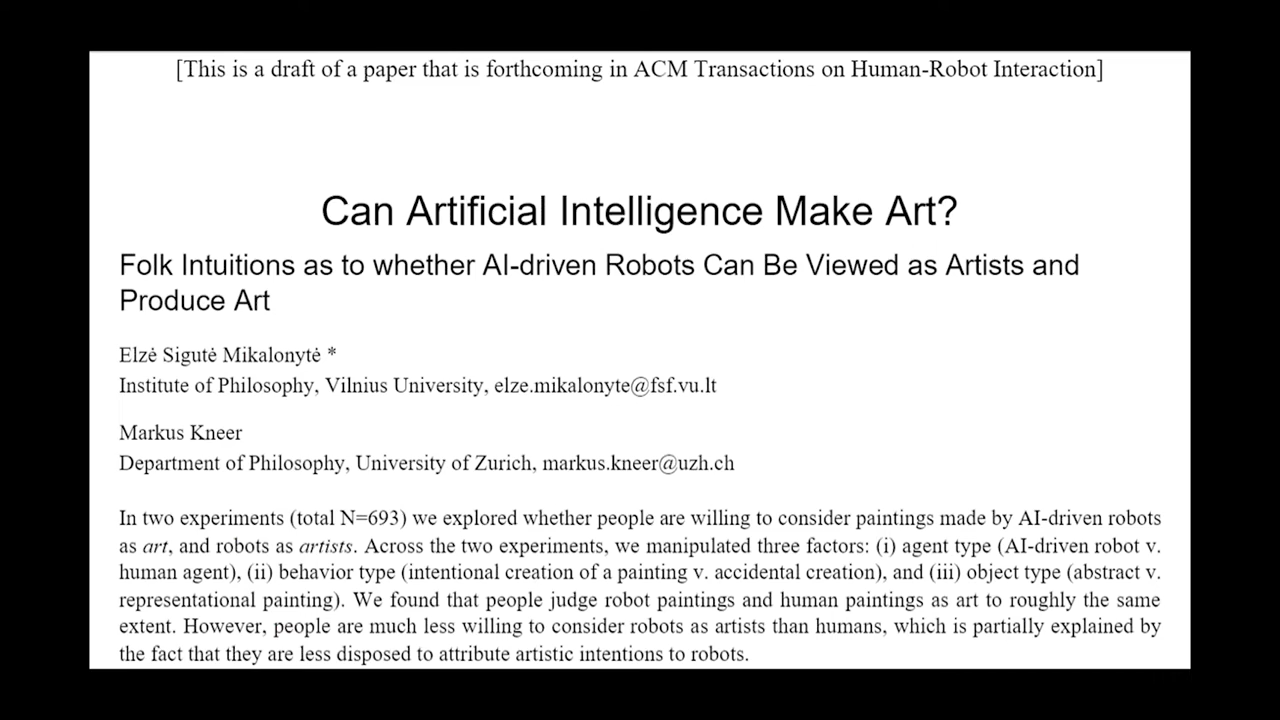 [This is a draft of a paper that is forthcoming in ACM Transactions on Human-Robot Interaction]
Can Artificial Intelligence Make Art?
Folk Intuitions as to whether AI-driven Robots Can Be Viewed as Artists and
Produce Art
Elzė Sigutė Mikalonytė *
Institute of Philosophy, Vilnius University, elze.mikalonyte@fsf.vu.lt
Markus Kneer
Department of Philosophy, University of Zurich, markus.kneer@uzh.ch
In two experiments (total N=693) we explored whether people are willing to consider paintings made by AI-driven robots
as art, and robots as artists. Across the two experiments, we manipulated three factors: (i) agent type (AI-driven robot v.
human agent), (ii) behavior type (intentional creation of a painting v. accidental creation), and (iii) object type (abstract v.
representational painting). We found that people judge robot paintings and human paintings as art to roughly the same
extent. However, people are much less willing to consider robots as artists than humans, which is partially explained by
the fact that they are less disposed to attribute artistic intentions to robots.